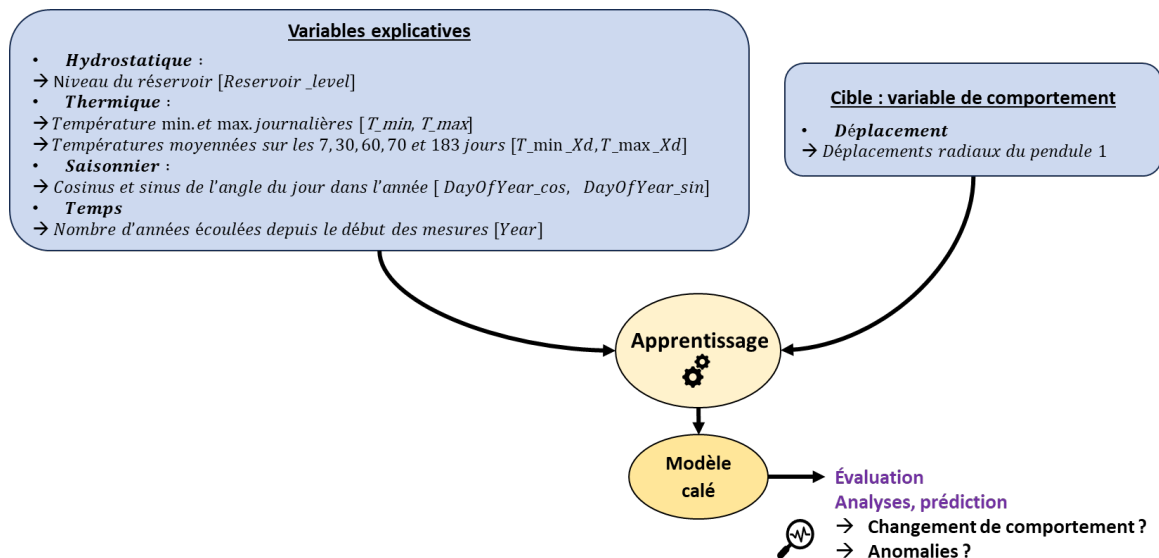 Variables explicatives
• Hydrostatique :
→ Niveau du réservoir [Reservoir _level]
• Thermique :
→ Température min. et max. journalières [T_min, T_max]
→ Températures moyennées sur les 7, 30, 60, 70 et 183 jours [T_min _Xd, T_max _Xd]
• Saisonnier :
→ Cosinus et sinus de l'angle du jour dans l'année [ DayOfYear_cos, DayOfYear_sin]
• Temps
→ Nombre d'années écoulées depuis le début des mesures [Year]
Cible : variable de comportement
• Déplacement
→ Déplacements radiaux du pendule 1
Apprentissage
Modèle
calé
Évaluation
Analyses, prédiction
→ Changement de comportement ?
→ Anomalies ?